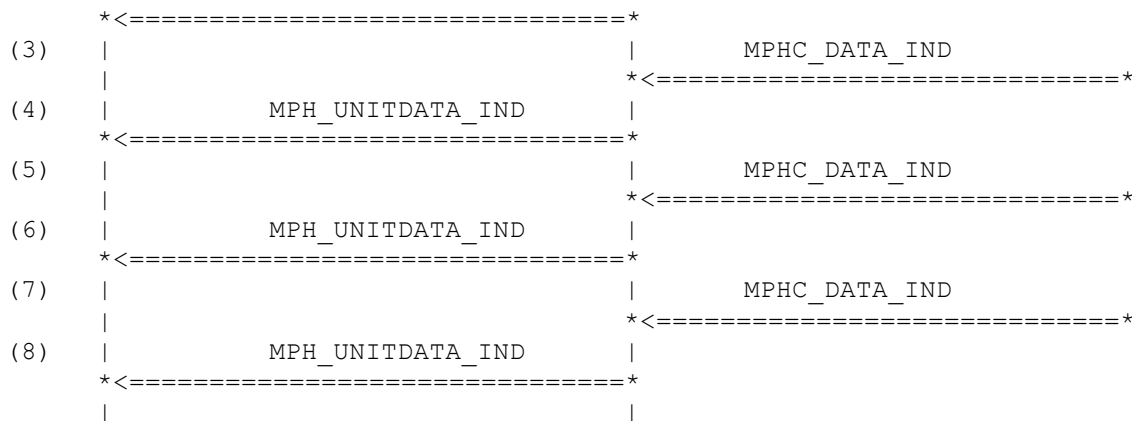 *<===============================*
(3) | | MPHC_DATA_IND
| *<=============================*
(4) | MPH_UNITDATA_IND |
*<===============================*
(5) | | MPHC_DATA_IND
| *<=============================*
(6) | MPH_UNITDATA_IND |
*<===============================*
(7) | | MPHC_DATA_IND
| *<=============================*
(8) | MPH_UNITDATA_IND |
*<===============================*
| |